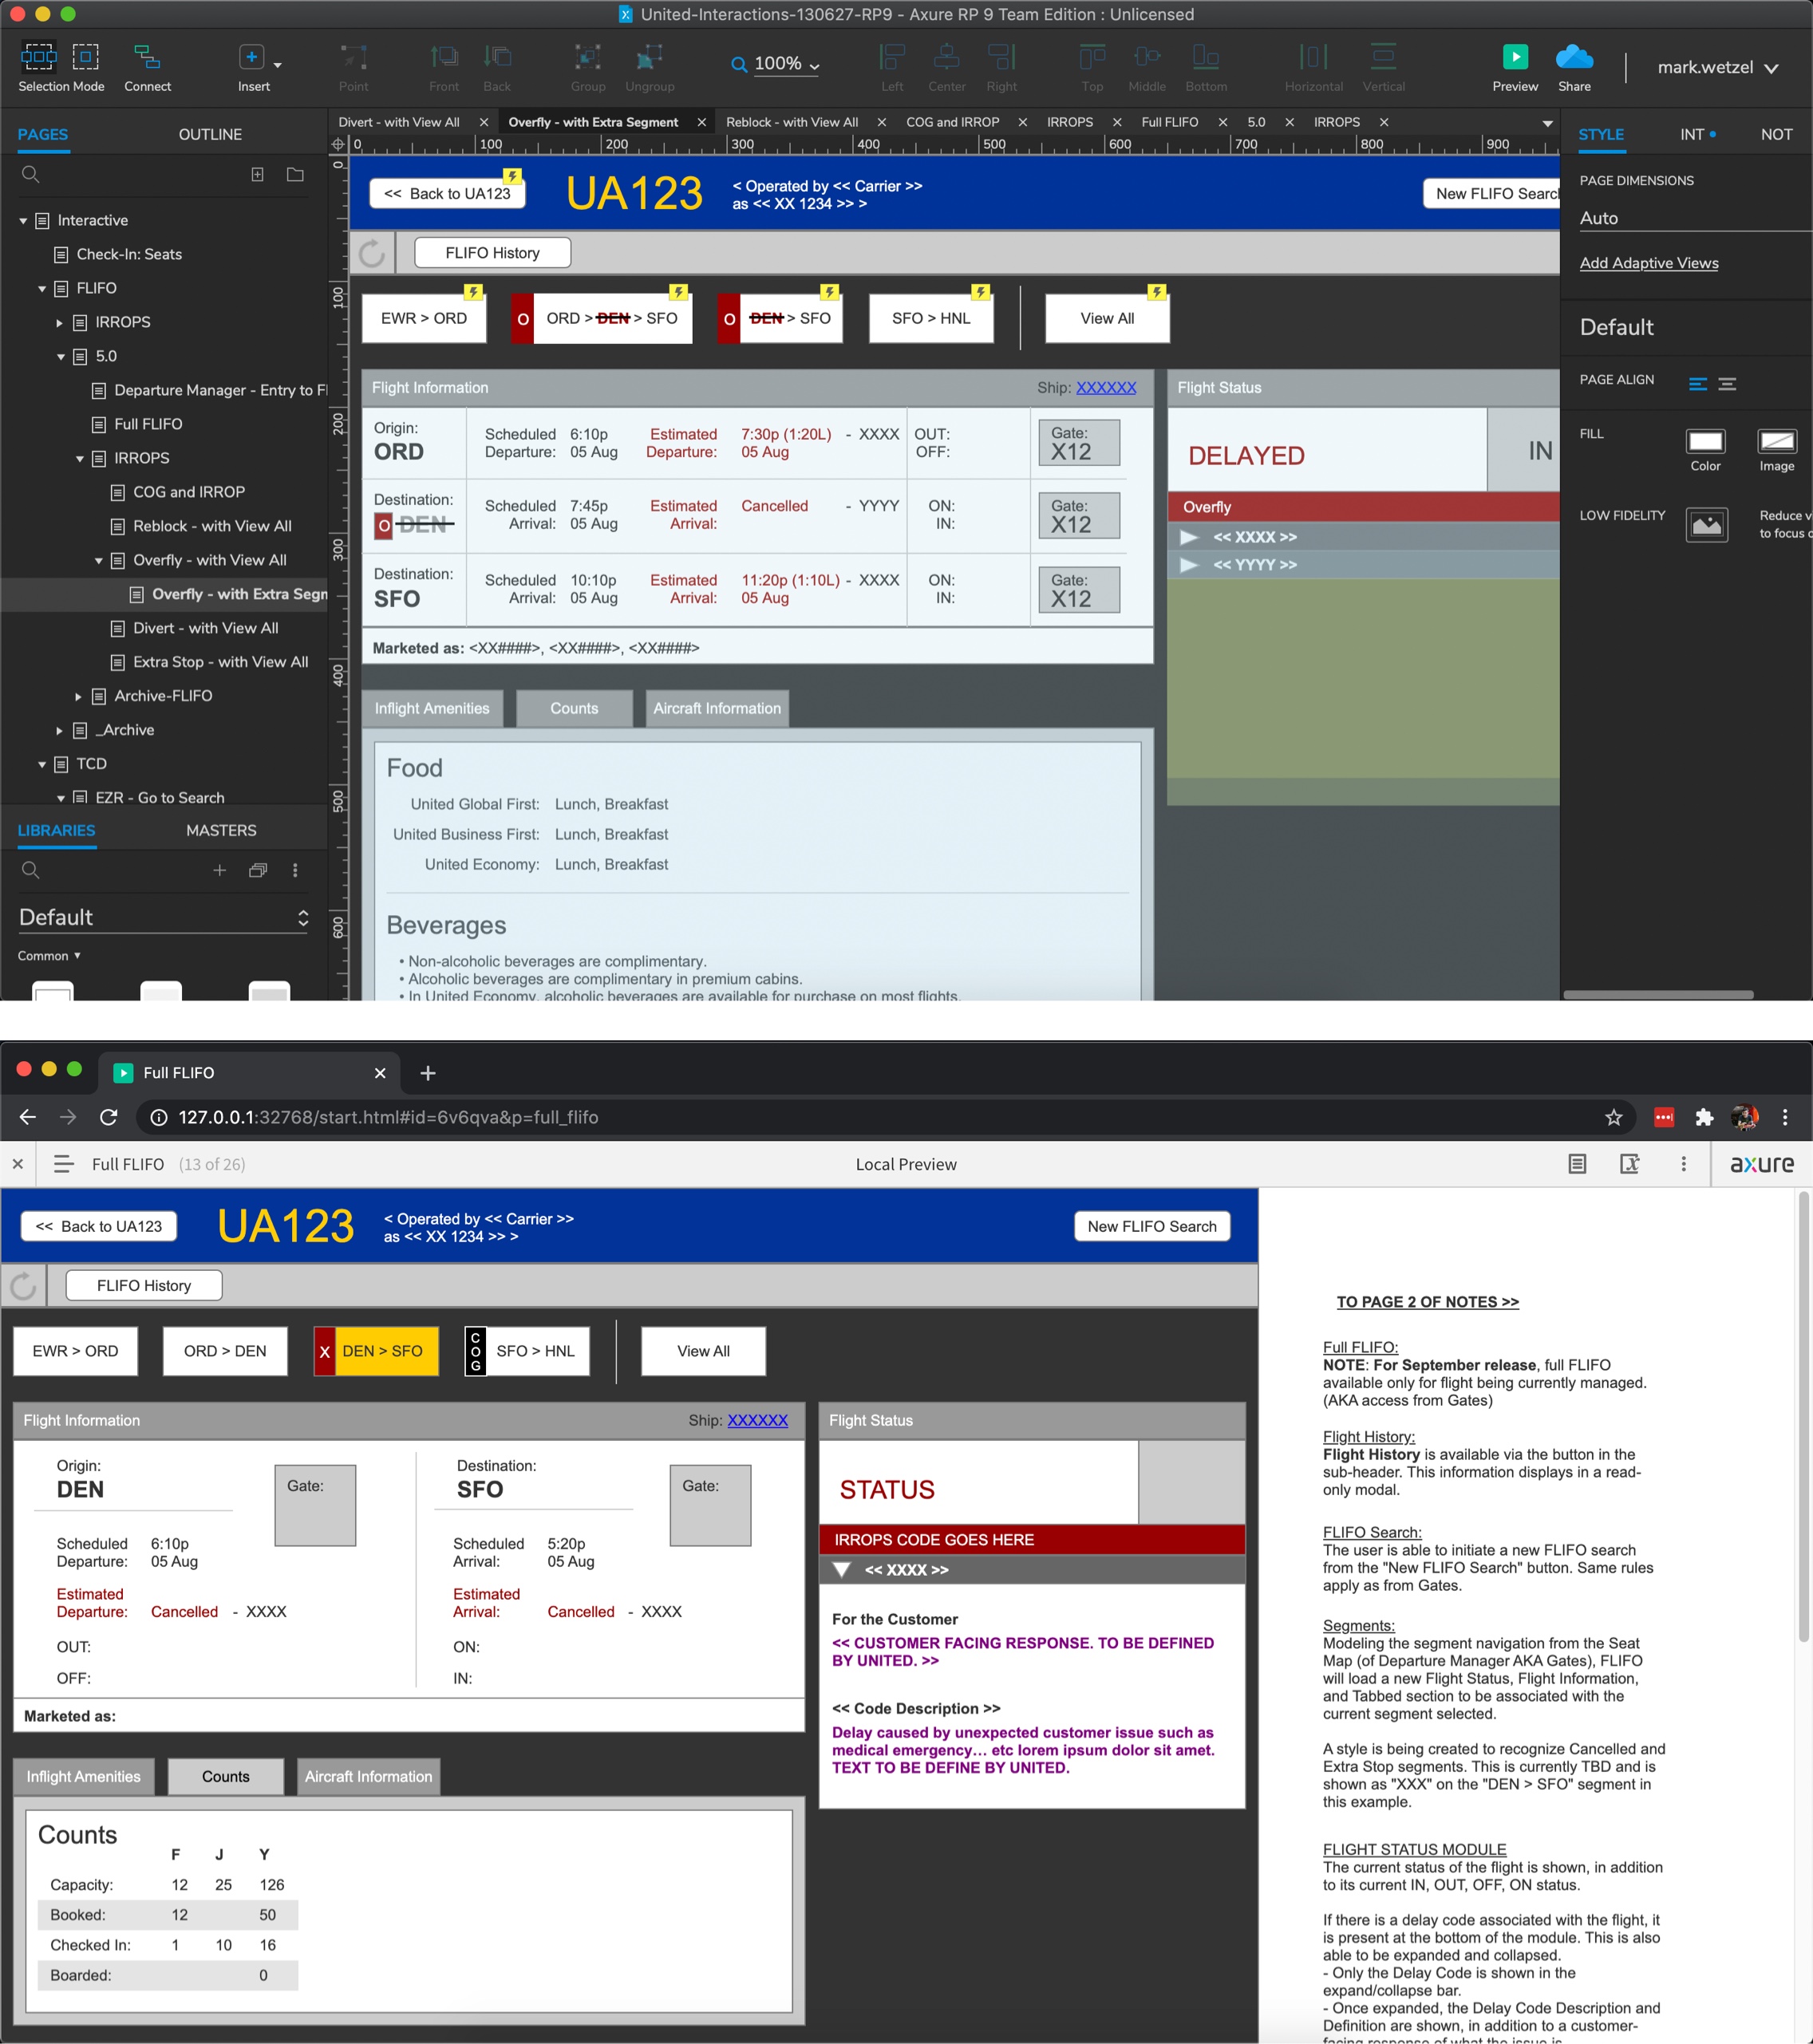 United-Interactions-130627-RP9 - Axure RP 9 Team Edition : Unlicensed
Selection Mode Connect Insert Point Front Back Group Ungroup 100% Left Center Right Top Middle Bottom Horizontal Vertical Preview Share mark.wetzel
PAGES OUTLINE
Interactive
Check-In: Seats
FLIFO
IRROPS
5.0
Departure Manager - Entry to Fl
Full FLIFO
IRROPS
COG and IRROP
Reblock - with View All
Overfly - with View All
Overfly - with Extra Segn
Divert - with View All
Extra Stop - with View All
Archive-FLIFO
_Archive
TCD
EZR - Go to Search
LIBRARIES MASTERS
Default
Common
Divert - with View All Overfly - with Extra Segment Reblock - with View All COG and IRROP IRROPS Full FLIFO 5.0 IRROPS
0 100 200 300 400 500 600 700 800 900
0
100
200
300
400
500
600
<< Back to UA123
UA123
< Operated by << Carrier >>
as << XX 1234 >> >
New FLIFO Search
FLIFO History
EWR > ORD
O ORD > DEN > SFO
O DEN > SFO
SFO > HNL
View All
Flight Information Ship: XXXXXX
Origin:
ORD
Scheduled Departure: 6:10p 05 Aug
Estimated Departure: 7:30p (1:20L) 05 Aug - XXXX
OUT:
OFF:
Gate:
X12
Destination:
O DEN
Scheduled Arrival: 7:45p 05 Aug
Estimated Arrival: Cancelled - YYYY
ON:
IN:
Gate:
X12
Destination:
SFO
Scheduled Arrival: 10:10p 05 Aug
Estimated Arrival: 11:20p (1:10L) 05 Aug - XXXX
ON:
IN:
Gate:
X12
Marketed as: <XX####>, <XX####>, <XX####>
Flight Status
DELAYED IN
Overfly
<< XXXX >>
<< YYYY >>
Inflight Amenities Counts Aircraft Information
Food
United Global First: Lunch, Breakfast
United Business First: Lunch, Breakfast
United Economy: Lunch, Breakfast
Beverages
• Non-alcoholic beverages are complimentary.
• Alcoholic beverages are complimentary in premium cabins.
• In United Economy, alcoholic beverages are available for purchase on most flights.
STYLE INT NOT
PAGE DIMENSIONS
Auto
Add Adaptive Views
Default
PAGE ALIGN
FILL
Color Image
LOW FIDELITY
Reduce v
to focus o
Full FLIFO
127.0.0.1:32768/start.html#id=6v6qva&p=full_flifo
Full FLIFO (13 of 26) Local Preview axure
<< Back to UA123
UA123
< Operated by << Carrier >>
as << XX 1234 >> >
New FLIFO Search
FLIFO History
EWR > ORD
ORD > DEN
X DEN > SFO
COG SFO > HNL
View All
Flight Information Ship: XXXXXX
Origin:
DEN
Gate:
Scheduled Departure: 6:10p 05 Aug
Estimated Departure: Cancelled - XXXX
OUT:
OFF:
Destination:
SFO
Gate:
Scheduled Arrival: 5:20p 05 Aug
Estimated Arrival: Cancelled - XXXX
ON:
IN:
Marketed as:
Flight Status
STATUS
IRROPS CODE GOES HERE
<< XXXX >>
For the Customer
<< CUSTOMER FACING RESPONSE. TO BE DEFINED
BY UNITED. >>
<< Code Description >>
Delay caused by unexpected customer issue such as
medical emergency... etc lorem ipsum dolor sit amet.
TEXT TO BE DEFINE BY UNITED.
Inflight Amenities Counts Aircraft Information
Counts
F J Y
Capacity: 12 25 126
Booked: 12 50
Checked In: 1 10 16
Boarded: 0
TO PAGE 2 OF NOTES >>
Full FLIFO:
NOTE: For September release, full FLIFO
available only for flight being currently managed.
(AKA access from Gates)
Flight History:
Flight History is available via the button in the
sub-header. This information displays in a read-
only modal.
FLIFO Search:
The user is able to initiate a new FLIFO search
from the "New FLIFO Search" button. Same rules
apply as from Gates.
Segments:
Modeling the segment navigation from the Seat
Map (of Departure Manager AKA Gates), FLIFO
will load a new Flight Status, Flight Information,
and Tabbed section to be associated with the
current segment selected.
A style is being created to recognize Cancelled and
Extra Stop segments. This is currently TBD and is
shown as "XXX" on the "DEN > SFO" segment in
this example.
FLIGHT STATUS MODULE
The current status of the flight is shown, in addition
to its current IN, OUT, OFF, ON status.
If there is a delay code associated with the flight, it
is present at the bottom of the module. This is also
able to be expanded and collapsed.
- Only the Delay Code is shown in the
expand/collapse bar.
- Once expanded, the Delay Code Description and
Definition are shown, in addition to a customer-
facing response of what the issue is.